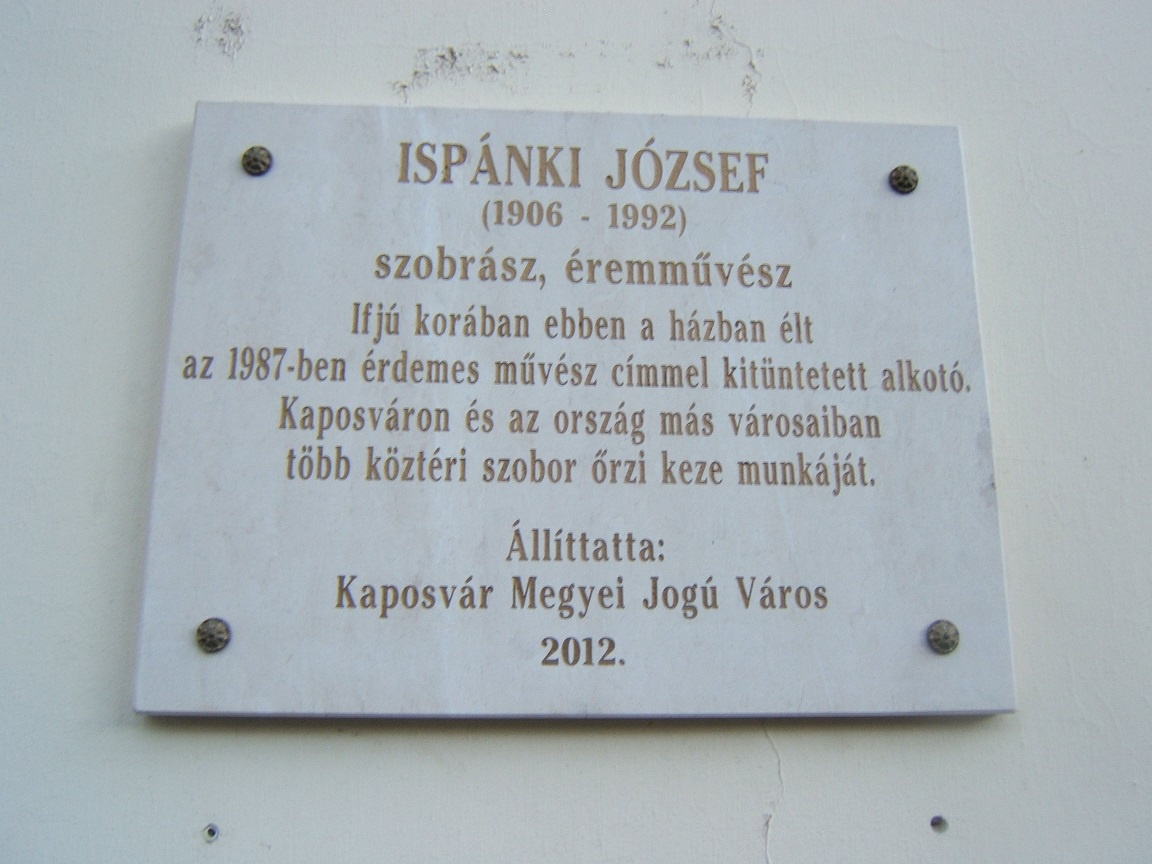 ISPÁNKI JÓZSEF
(1906 - 1992)
szobrász, éremművész
Ifjú korában ebben a házban élt
az 1987-ben érdemes művész címmel kitüntetett alkotó.
Kaposváron és az ország más városaiban
több köztéri szobor őrzi keze munkáját.
Állíttatta:
Kaposvár Megyei Jogú Város
2012.